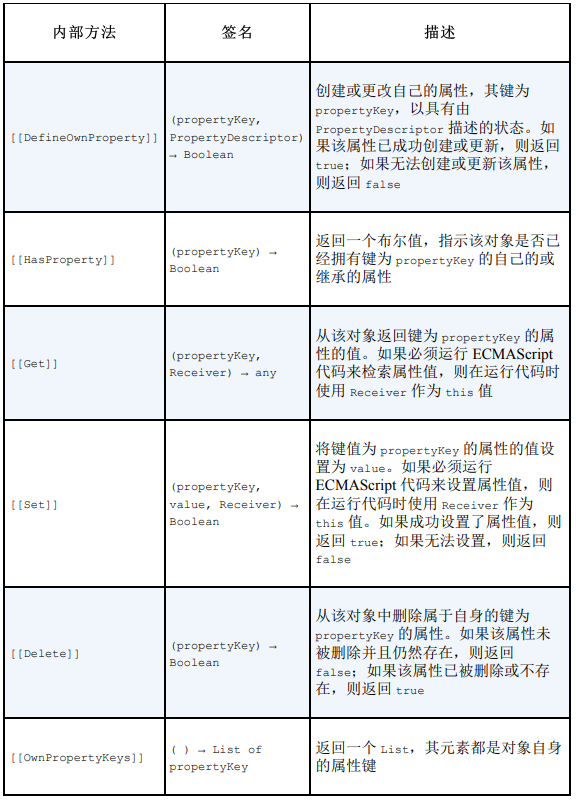 内部方法 签名 描述
[[DefineOwnProperty]]
(propertyKey,
PropertyDescriptor)
→ Boolean
创建或更改自己的属性，其键为
propertyKey，以具有由
PropertyDescriptor 描述的状态。如
果该属性已成功创建或更新，则返回
true；如果无法创建或更新该属性，
则返回 false
[[HasProperty]]
(propertyKey) →
Boolean
返回一个布尔值，指示该对象是否已
经拥有键为 propertyKey 的自己的或
继承的属性
[[Get]]
(propertyKey,
Receiver) → any
从该对象返回键为 propertyKey 的属
性的值。如果必须运行 ECMAScript
代码来检索属性值，则在运行代码时
使用 Receiver 作为 this 值
[[Set]]
(propertyKey,
value, Receiver) →
Boolean
将键值为 propertyKey 的属性的值设
置为 value。如果必须运行
ECMAScript 代码来设置属性值，则
在运行代码时使用 Receiver 作为
this 值。如果成功设置了属性值，则
返回 true；如果无法设置，则返回
false
[[Delete]]
(propertyKey) →
Boolean
从该对象中删除属于自身的键为
propertyKey 的属性。如果该属性未
被删除并且仍然存在，则返回
false；如果该属性已被删除或不存
在，则返回 true
[[OwnPropertyKeys]]
( ) → List of
propertyKey
返回一个 List，其元素都是对象自身
的属性键